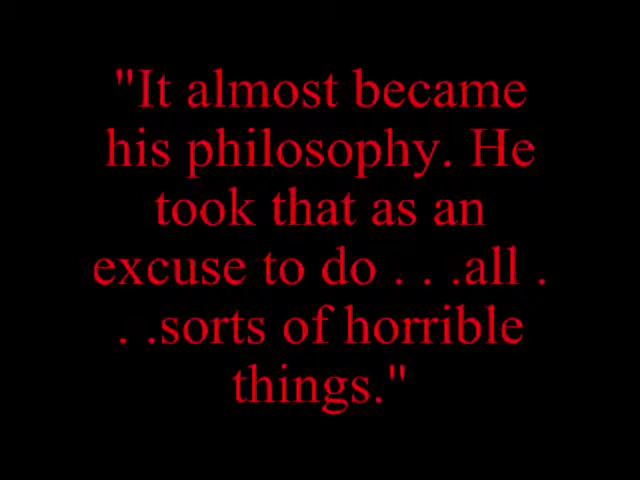 "It almost became
his philosophy. He
took that as an
excuse to do . . .all .
. .sorts of horrible
things."